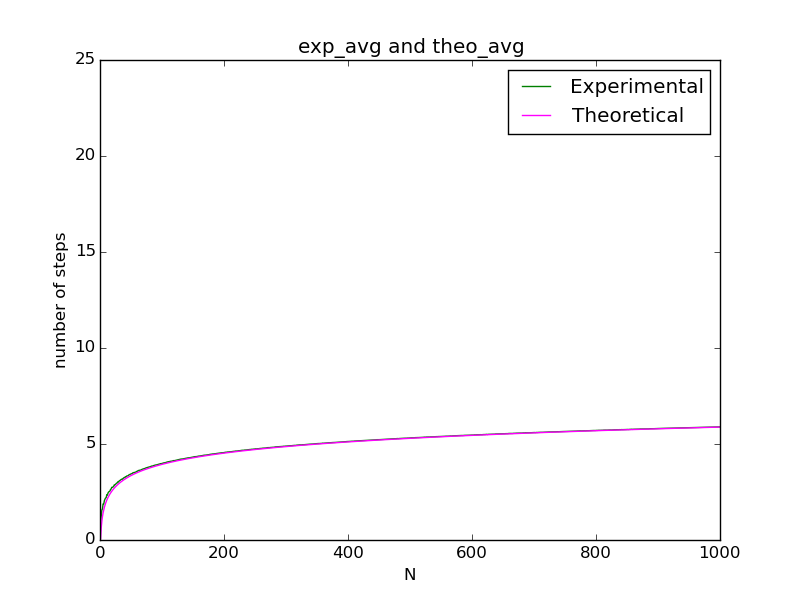 exp_avg and theo_avg
Experimental
Theoretical
number of steps
25
20
15
10
5
0
0 200 400 600 800 1000
N